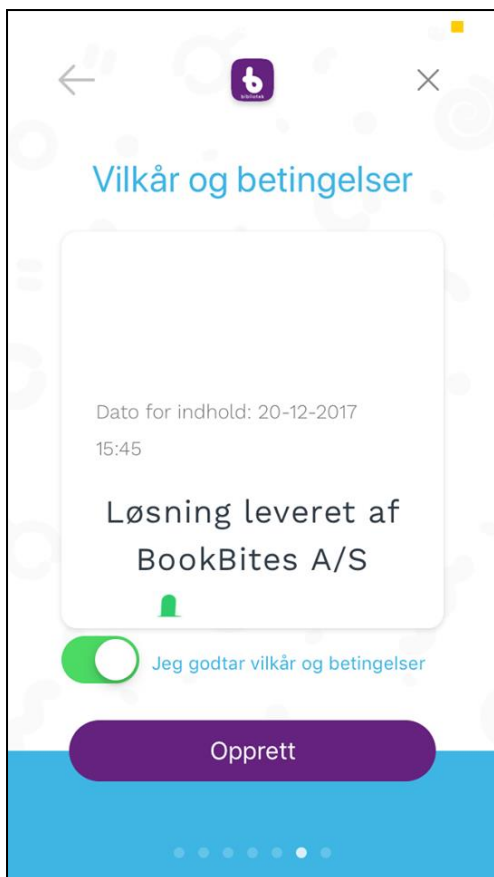 bibliotek
Vilkår og betingelser
Dato for indhold: 20-12-2017
15:45
Løsning leveret af
BookBites A/S
Jeg godtar vilkår og betingelser
Opprett